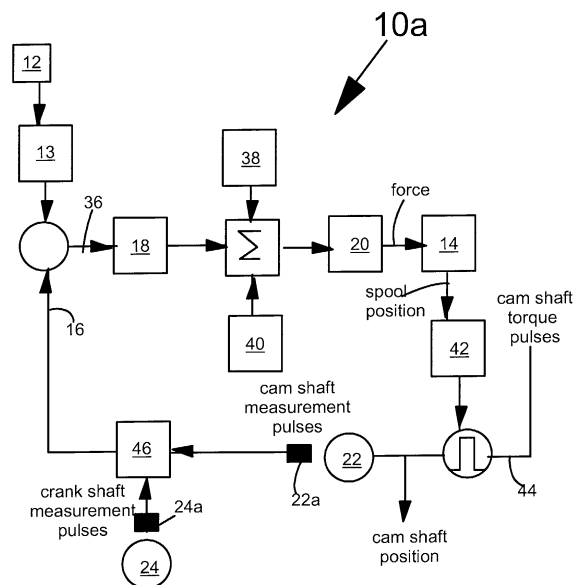 10a
12
13
38
36
18
Σ
20
force
14
spool
position
16
40
42
cam shaft
torque
pulses
cam shaft
measurement
pulses
46
22
22a
44
crank shaft
measurement
pulses
24a
24
cam shaft
position